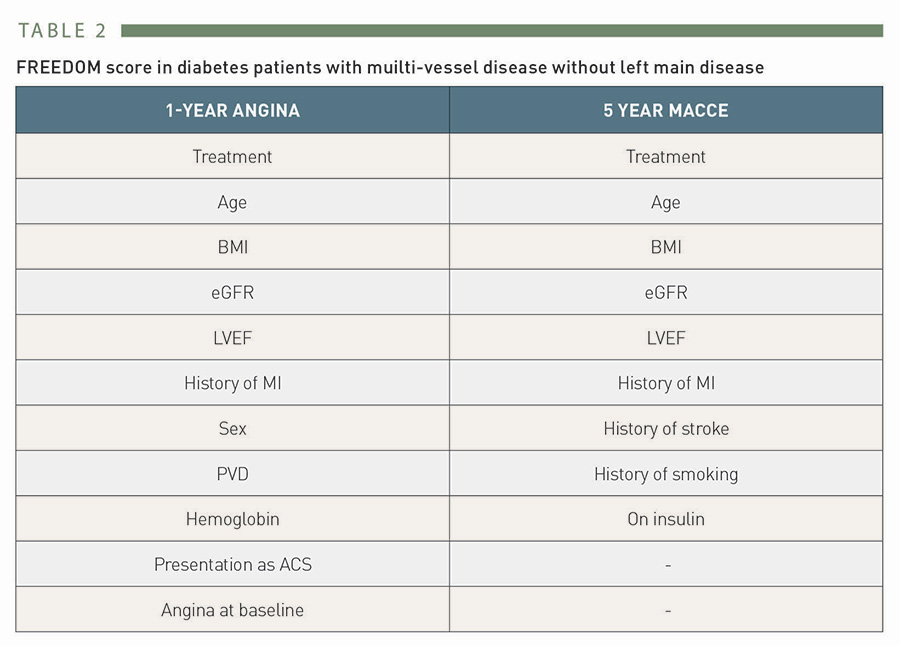 TABLE 2
FREEDOM score in diabetes patients with muilti-vessel disease without left main disease
1-YEAR ANGINA 5 YEAR MACCE
Treatment Treatment
Age Age
BMI BMI
eGFR eGFR
LVEF LVEF
History of MI History of MI
Sex History of stroke
PVD History of smoking
Hemoglobin On insulin
Presentation as ACS -
Angina at baseline -